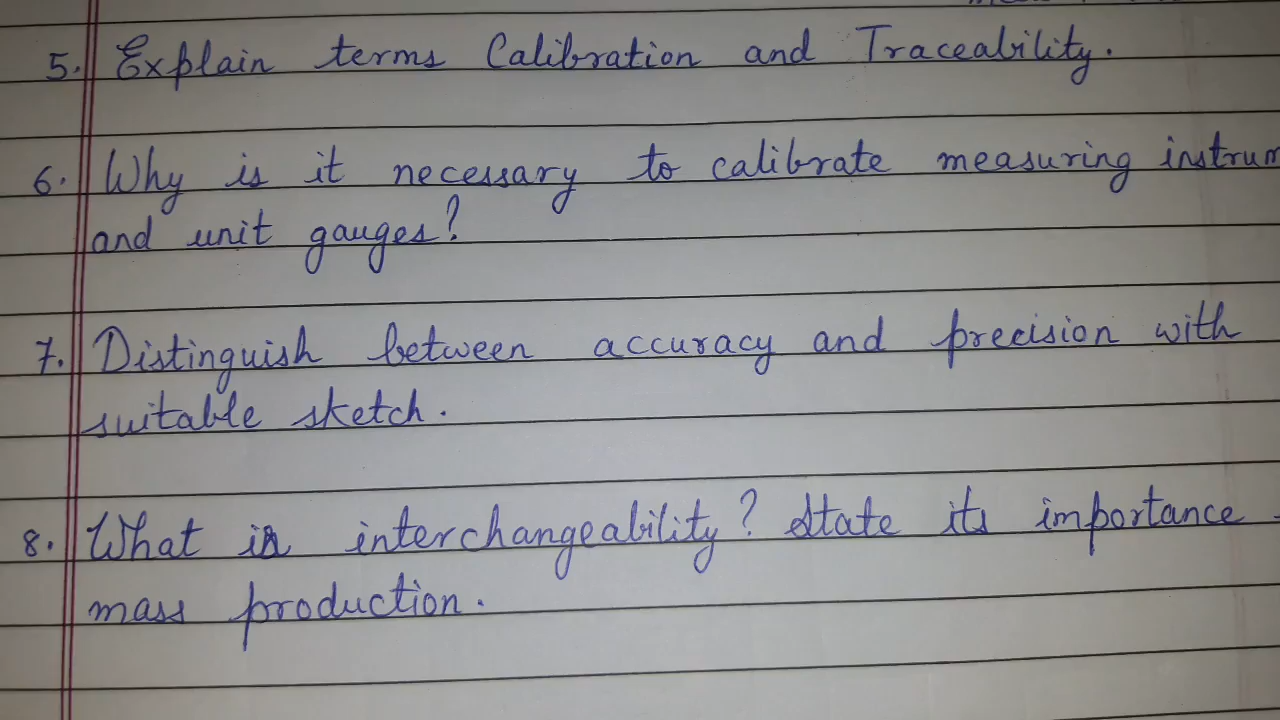 5. Explain terms Calibration and Traceability.
6. Why is it necessary to calibrate measuring instrum
and unit gauges?
7. Distinguish between accuracy and precision with
suitable sketch.
8. What is interchangeability? State its importance
mass production.